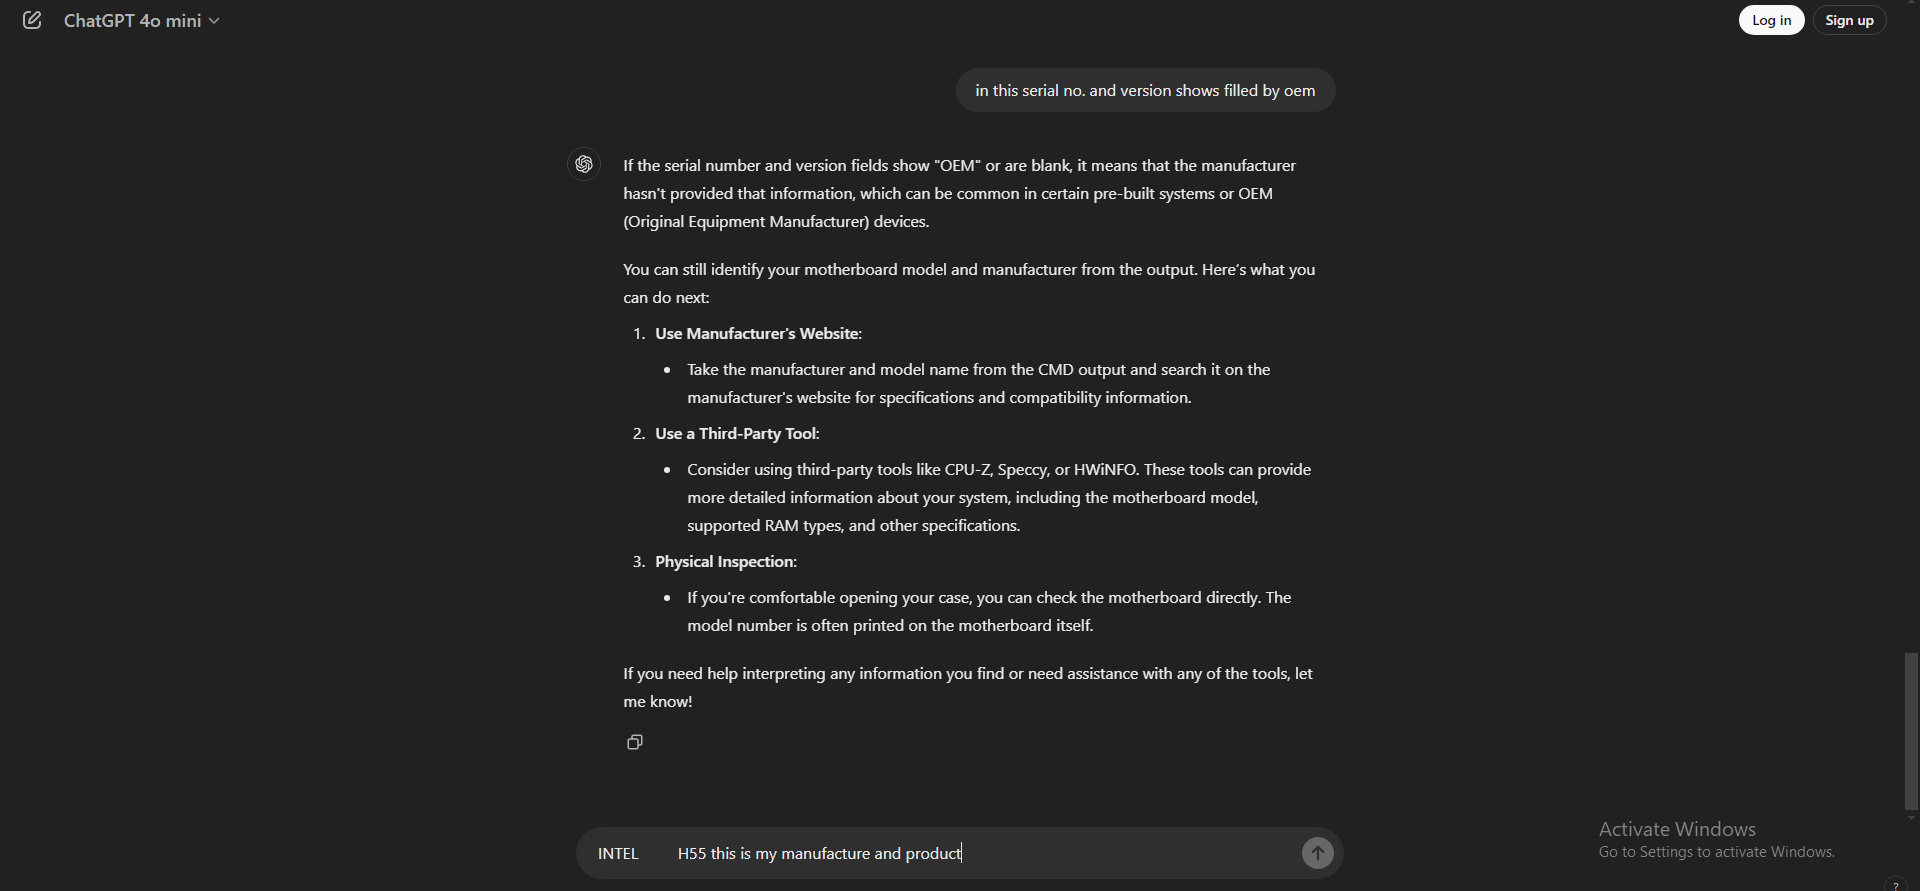 ChatGPT 4o mini
Log in
Sign up
in this serial no. and version shows filled by oem
If the serial number and version fields show "OEM" or are blank, it means that the manufacturer
hasn't provided that information, which can be common in certain pre-built systems or OEM
(Original Equipment Manufacturer) devices.
You can still identify your motherboard model and manufacturer from the output. Here's what you
can do next:
1. Use Manufacturer's Website:
• Take the manufacturer and model name from the CMD output and search it on the
manufacturer's website for specifications and compatibility information.
2. Use a Third-Party Tool:
• Consider using third-party tools like CPU-Z, Speccy, or HWiNFO. These tools can provide
more detailed information about your system, including the motherboard model,
supported RAM types, and other specifications.
3. Physical Inspection:
• If you're comfortable opening your case, you can check the motherboard directly. The
model number is often printed on the motherboard itself.
If you need help interpreting any information you find or need assistance with any of the tools, let
me know!
INTEL H55 this is my manufacture and product
Activate Windows
Go to Settings to activate Windows.
?